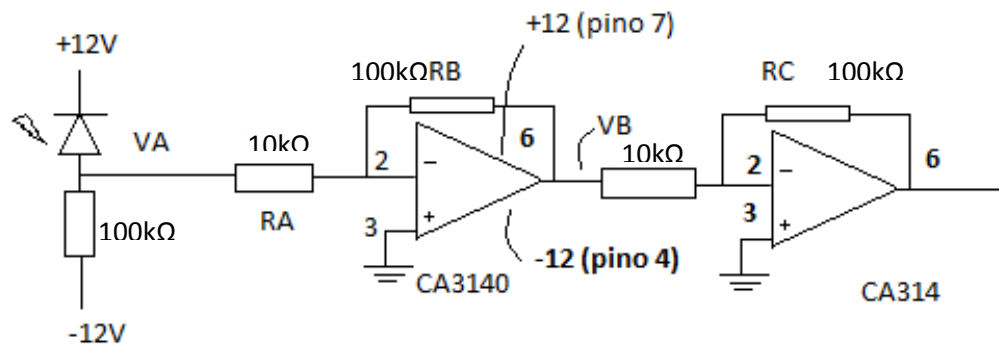 +12 (pino 7)
+12V
100kΩRB
RC 100kΩ
VA
10kΩ
2
6
VB
10kΩ
2
6
100kΩ
RA
3
3
-12 (pino 4)
CA3140
CA314
-12V